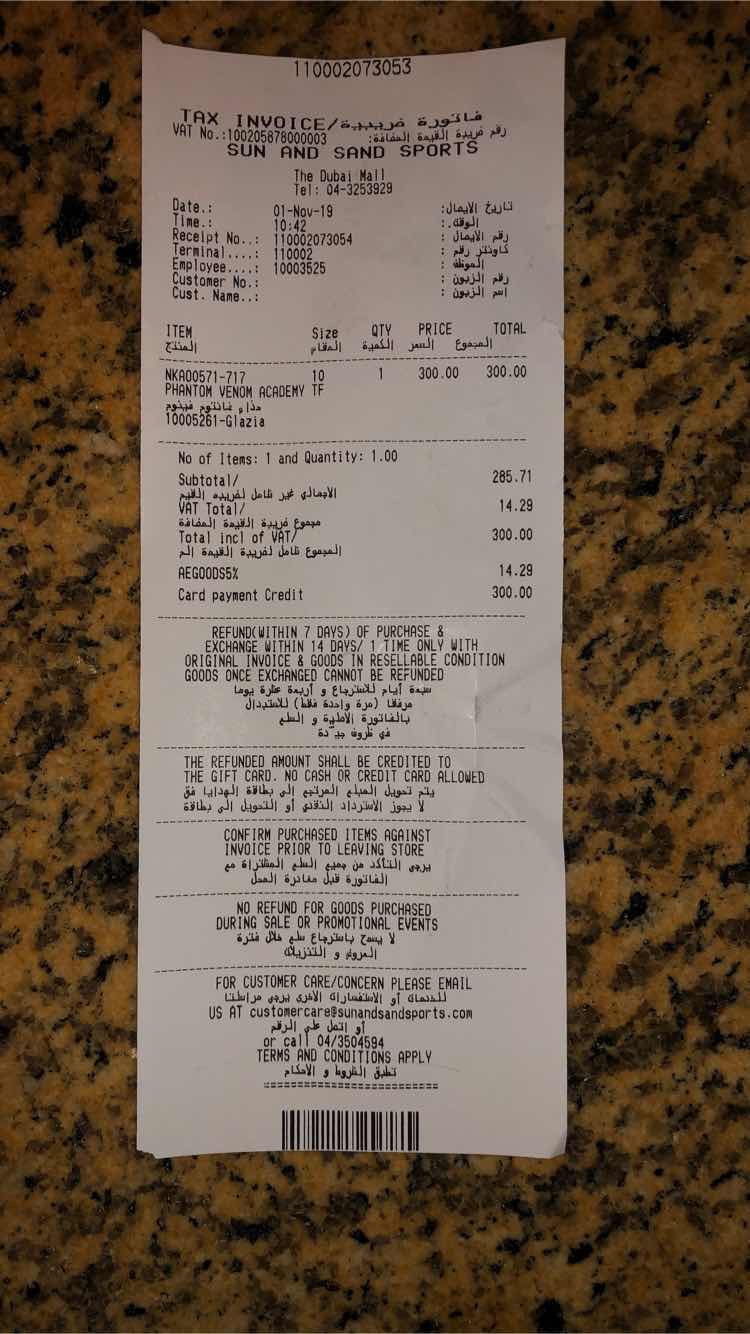 110002073053
TAX INVOICE/فاتورة ضريبية
VAT No.:100205878000003 رقم ضريبة القيمة المضافة:
SUN AND SAND SPORTS
The Dubai Mall
Tel: 04-3253929
Date.: 01-Nov-19 تاريخ الايصال:
Time.: 10:42 الوقت.:
Receipt No..: 110002073054 رقم الايصال :
Terminal....: 110002 كاونتر رقم :
Employee....: 10003525 الموظف :
Customer No.: رقم الزبون :
Cust. Name..: اسم الزبون :
ITEM Size QTY PRICE TOTAL
المنتج المقاس الكمية السعر المجموع
NKAO0571-717 10 1 300.00 300.00
PHANTOM VENOM ACADEMY TF
حذاء فانتوم فينوم
10005261-Glazia
No of Items: 1 and Quantity: 1.00
Subtotal/ 285.71
الاجمالي غير شامل لضريبه القيم
VAT Total/ 14.29
مجموع ضريبة القيمة المضافة
Total incl of VAT/ 300.00
المجموع شامل لضريبة القيمة الم
AEGOODS5% 14.29
Card payment Credit 300.00
REFUND(WITHIN 7 DAYS) OF PURCHASE &
EXCHANGE WITHIN 14 DAYS/ 1 TIME ONLY WITH
ORIGINAL INVOICE & GOODS IN RESELLABLE CONDITION
GOODS ONCE EXCHANGED CANNOT BE REFUNDED
سبعة أيام للاسترجاع و أربعة عشرة يوما
مرفقا (مرة واحدة فقط) للاستبدال
بالفاتورة الأصلية و السلع
في ظروف جيدة
THE REFUNDED AMOUNT SHALL BE CREDITED TO
THE GIFT CARD. NO CASH OR CREDIT CARD ALLOWED
يتم تحويل المبلغ المرتجع إلى بطاقة الهدايا فق
لا يجوز الاسترداد النقدي أو التحويل إلى بطاقة
CONFIRM PURCHASED ITEMS AGAINST
INVOICE PRIOR TO LEAVING STORE
يرجى التأكد من جميع السلع المشتراة مع
الفاتورة قبل مغادرة المحل
NO REFUND FOR GOODS PURCHASED
DURING SALE OR PROMOTIONAL EVENTS
لا يسمح باسترجاع سلع خلال فترة
العروض و التنزيلات
FOR CUSTOMER CARE/CONCERN PLEASE EMAIL
للخدمات أو الاستفسارات الأخرى يرجى مراسلتنا
US AT customercare@sunandsandsports.com
أو إتصل على الرقم
or call 04/3504594
TERMS AND CONDITIONS APPLY
تطبق الشروط و الأحكام